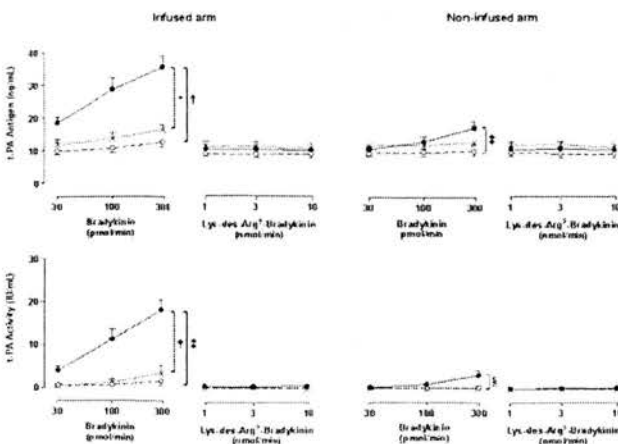 Infused arm
Non-infused arm
t.PA Antigen (ng/mL)
40
30
20
10
0
30 100 300
Bradykinin
(pmol/min)
1 3 10
Lys-des-Arg⁹-Bradykinin
(nmol/min)
30 100 300
Bradykinin
pmol/min)
1 3 10
Lys-des-Arg⁹-Bradykinin
(nmol/min)
t.PA Activity (IU/mL)
30
20
10
0
30 100 300
Bradykinin
(pmol/min)
1 3 10
Lys-des-Arg⁹-Bradykinin
(nmol/min)
30 100 300
Bradykinin
(pmol/min)
1 3 10
Lys-des-Arg⁹-Bradykinin
(nmol/min)